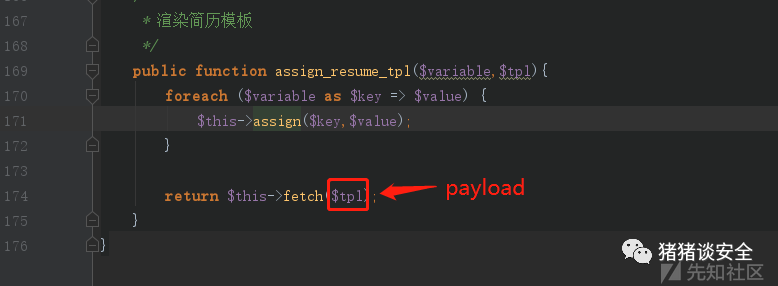 167 * 渲染简历模板
168 */
169 public function assign_resume_tpl($variable,$tpl){
170 foreach ($variable as $key => $value) {
171 $this->assign($key,$value);
172 }
173
174 return $this->fetch($tpl); payload
175 }
176 }
猪猪谈安全
先知社区